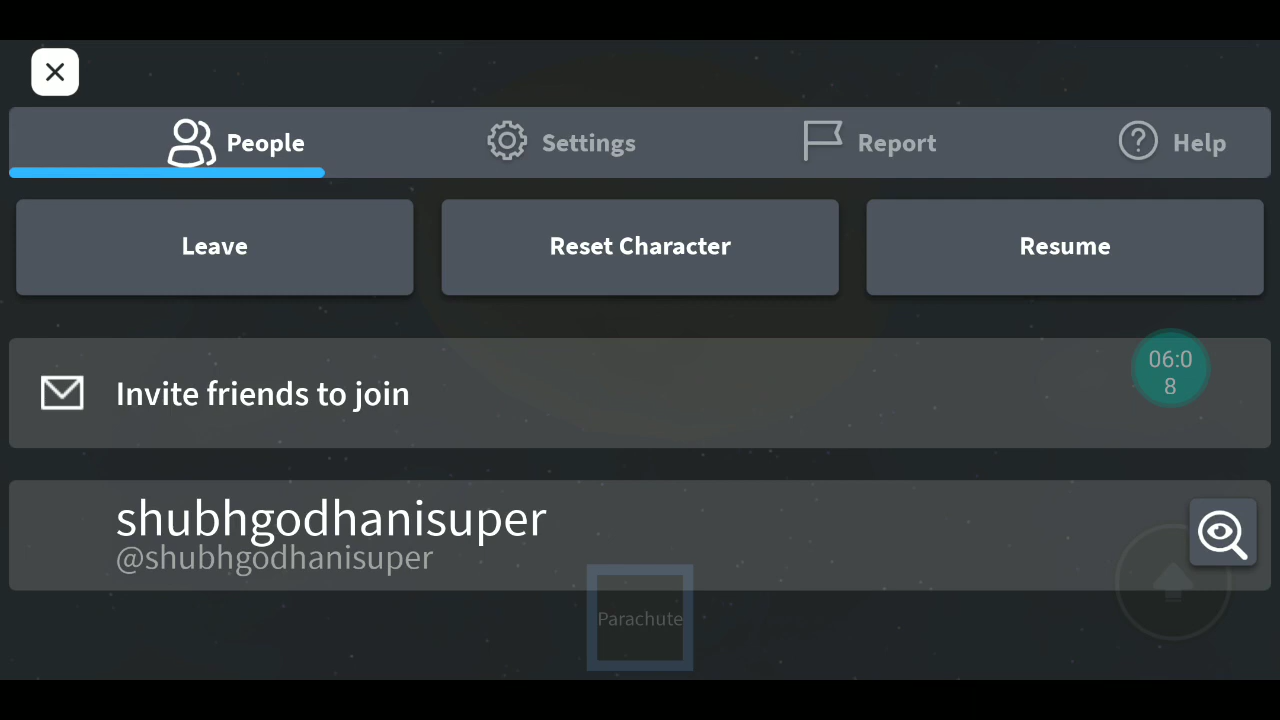 People
Settings
Report
Help
Leave
Reset Character
Resume
Invite friends to join
06:0
8
shubhgodhanisuper
@shubhgodhanisuper
Parachute